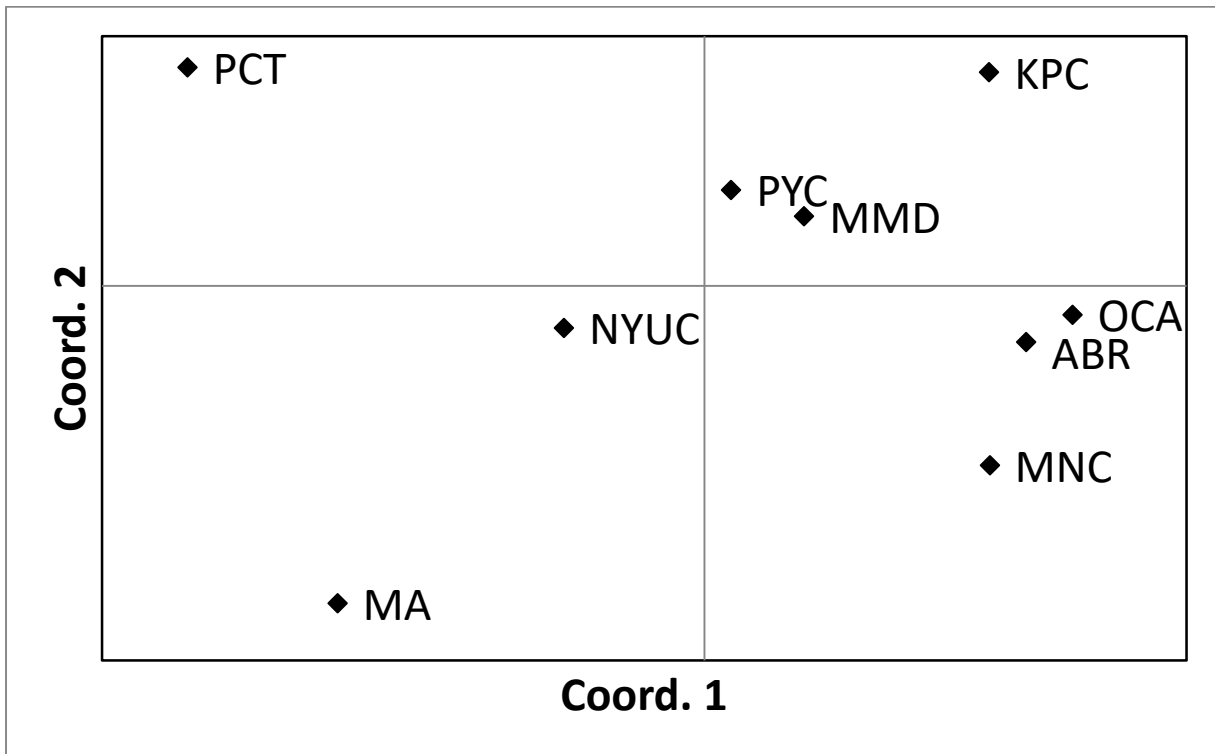 PCT
KPC
PYC
MMD
Coord. 2
NYUC
OCA
ABR
MNC
MA
Coord. 1